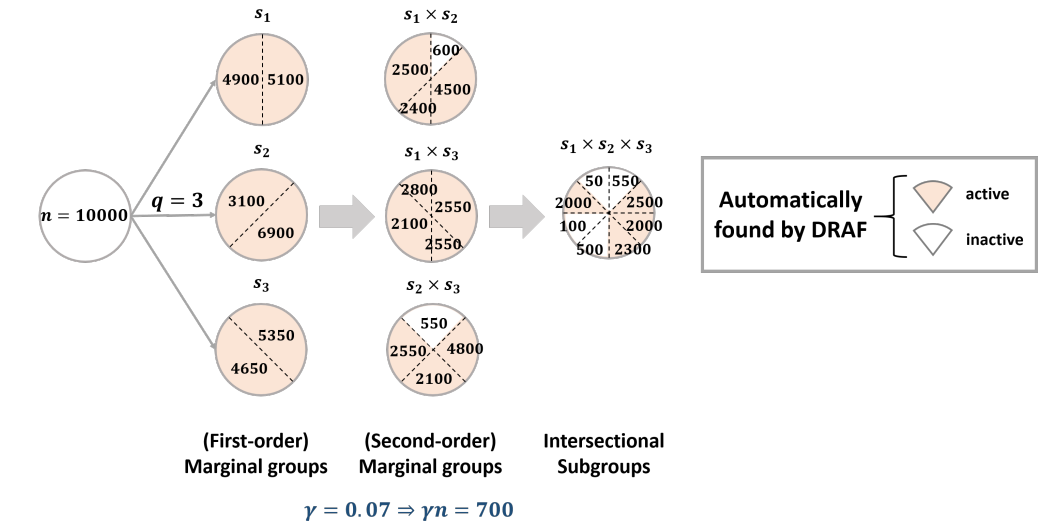 s₁
4900 5100
s₁ × s₂
600
2500
4500
2400
n = 10000
q = 3
s₂
3100
6900
s₁ × s₃
2800
2550
2100
2550
s₁ × s₂ × s₃
50 550
2000 2500
100 2000
500 2300
Automatically
found by DRAF
active
inactive
s₃
5350
4650
s₂ × s₃
550
2550 4800
2100
(First-order)
Marginal groups
(Second-order)
Marginal groups
Intersectional
Subgroups
γ = 0.07 ⇒ γn = 700